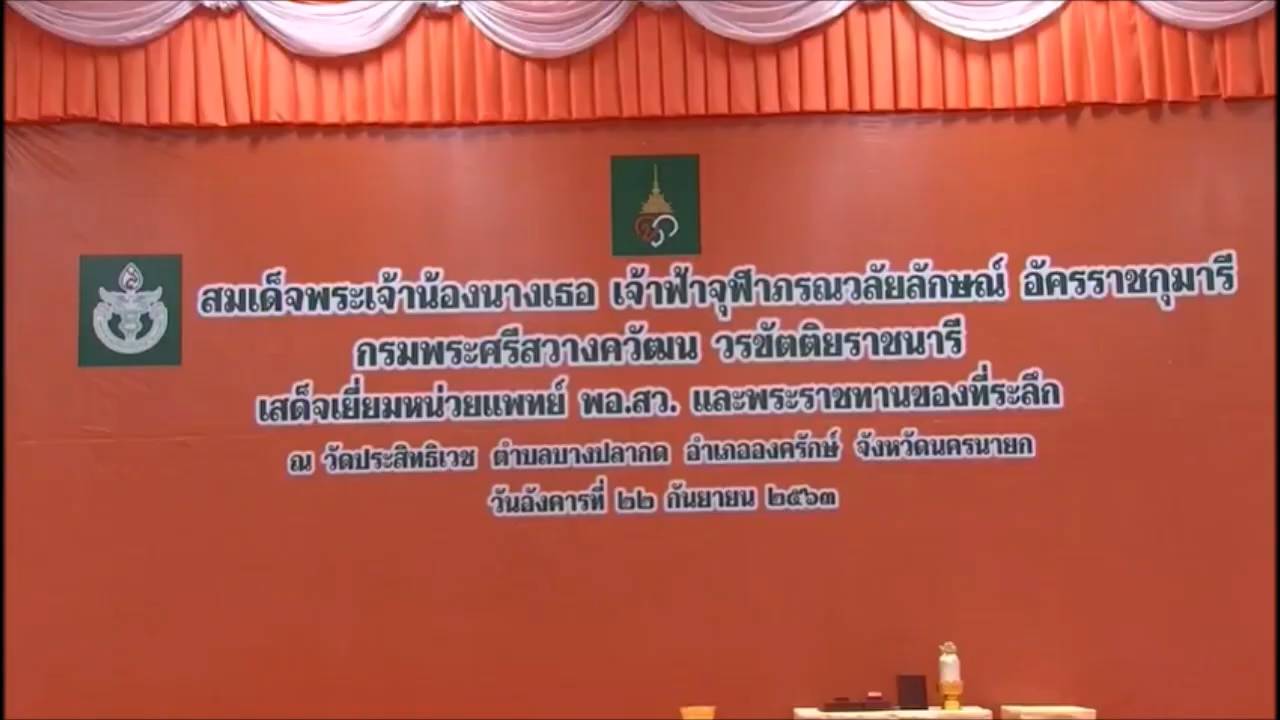 สมเด็จพระเจ้าน้องนางเธอ เจ้าฟ้าจุฬาภรณวลัยลักษณ์ อัครราชกุมารี
กรมพระศรีสวางควัฒน วรขัตติยราชนารี
เสด็จเยี่ยมหน่วยแพทย์ พอ.สว. และพระราชทานของที่ระลึก
ณ วัดประสิทธิเวช ตำบลบางปลากด อำเภอองครักษ์ จังหวัดนครนายก
วันอังคารที่ ๒๒ กันยายน ๒๕๖๓